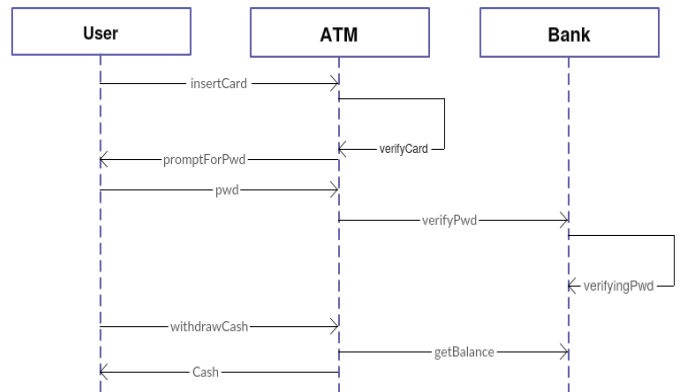 User
ATM
Bank
insertCard
verifyCard
promptForPwd
pwd
verifyPwd
verifyingPwd
withdrawCash
getBalance
Cash